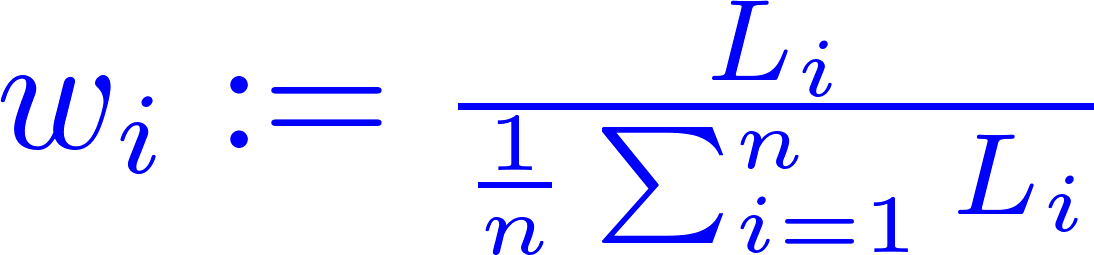 w_i := \frac{L_i}{\frac{1}{n} \sum_{i=1}^{n} L_i}